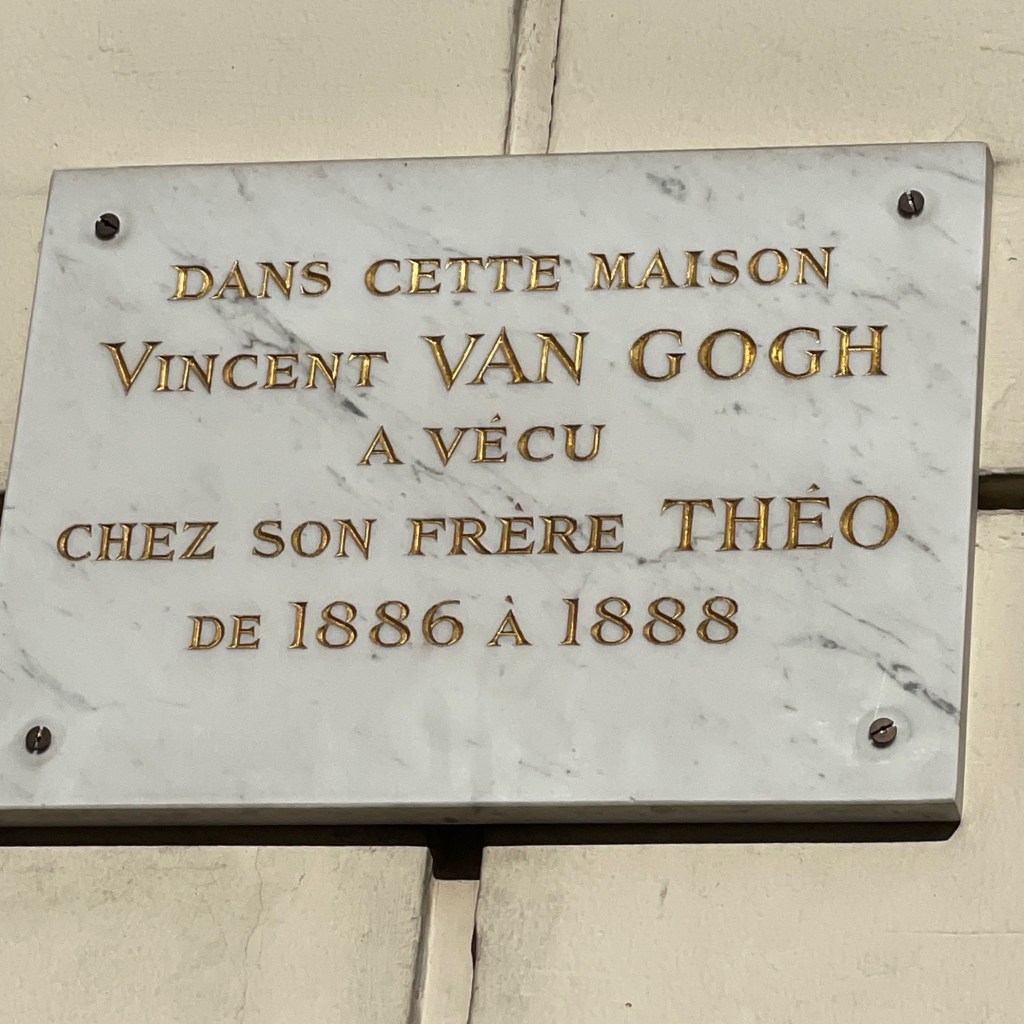 DANS CETTE MAISON
VINCENT VAN GOGH
A VÉCU
CHEZ SON FRÈRE THÉO
DE 1886 À 1888